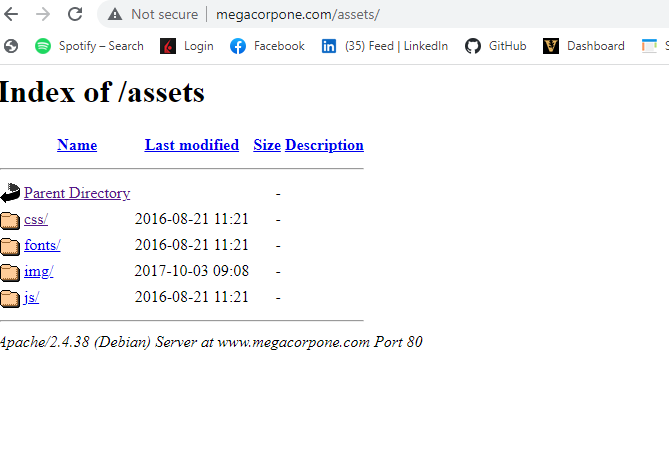 Not secure | megacorpone.com/assets/
Spotify – Search Login Facebook (35) Feed | LinkedIn GitHub Dashboard S
Index of /assets
Name Last modified Size Description
Parent Directory -
css/ 2016-08-21 11:21 -
fonts/ 2016-08-21 11:21 -
img/ 2017-10-03 09:08 -
js/ 2016-08-21 11:21 -
Apache/2.4.38 (Debian) Server at www.megacorpone.com Port 80